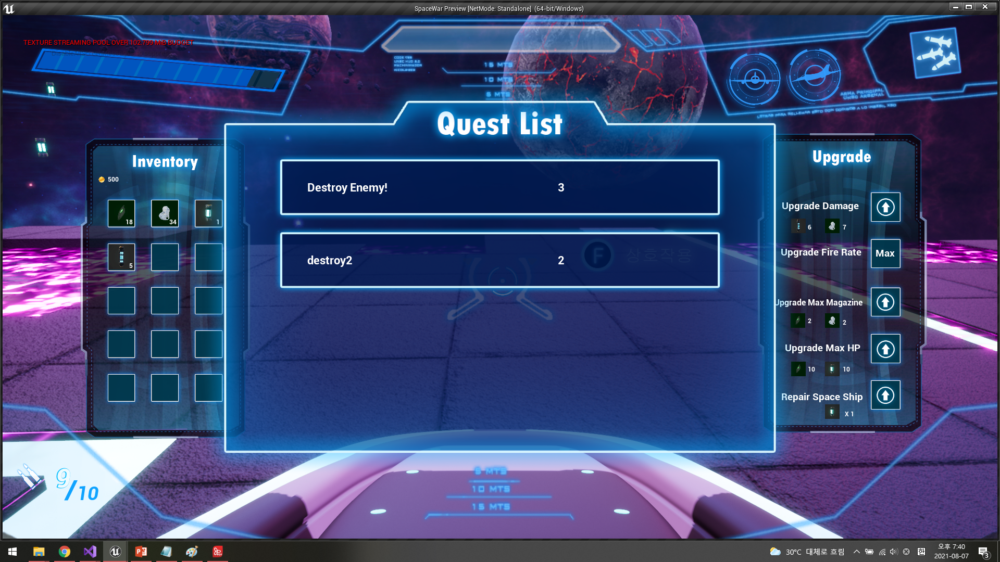 SpaceWar Preview [NetMode: Standalone] (64-bit/Windows)
TEXTURE STREAMING POOL OVER 102.799 MiB BUDGET
15 MTS
10 MTS
5 MTS
ARMA PRINCIPAL
UNSC ARSENAL
Quest List
Destroy Enemy!
3
destroy2
2
F
상호작용
Inventory
500
18
34
1
5
Upgrade
Upgrade Damage
6
7
Upgrade Fire Rate
Max
Upgrade Max Magazine
2
2
Upgrade Max HP
10
10
Repair Space Ship
X 1
9/10
5 MTS
10 MTS
15 MTS
30°C 대체로 흐림
오후 7:40
2021-08-07
3